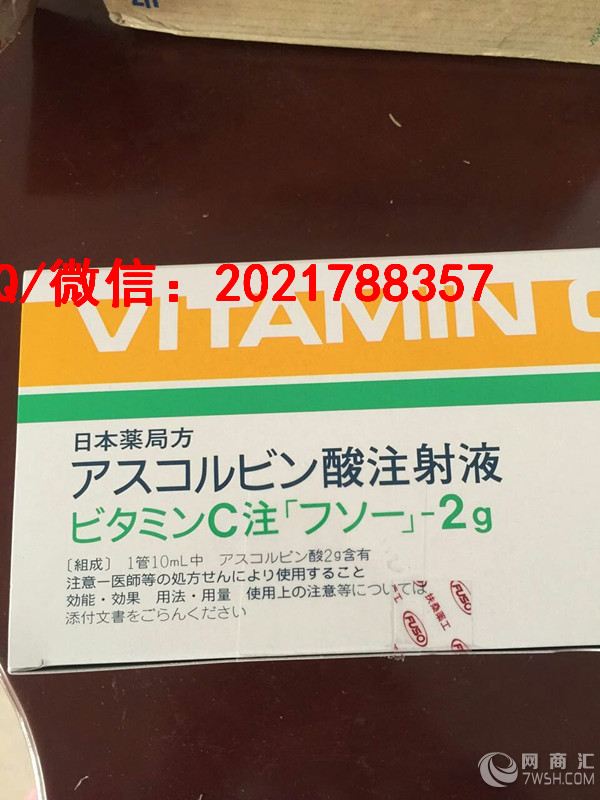 Q/微信：2021788357
VITAMIN C
日本薬局方
アスコルビン酸注射液
ビタミンC注「フソー」-2g
〔組成〕 1管10mL中 アスコルビン酸2g含有
注意－医師等の処方せんにより使用すること
効能・効果 用法・用量 使用上の注意等については
添付文書をごらんください
扶桑薬工
FUSO
FUSO
网商汇
7WSH.COM